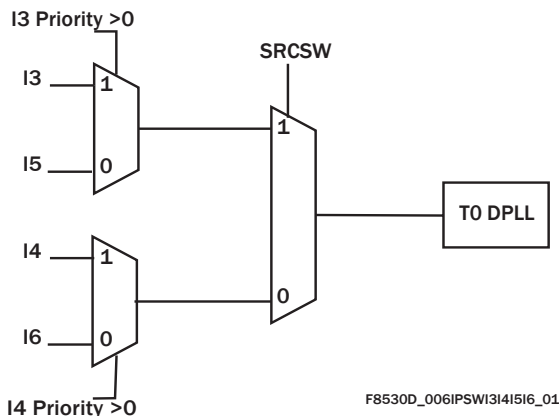 I3 Priority >0
SRCSW
I3
1
1
I5
0
T0 DPLL
I4
1
0
I6
0
I4 Priority >0
F8530D_006IPSWI3I4I5I6_01